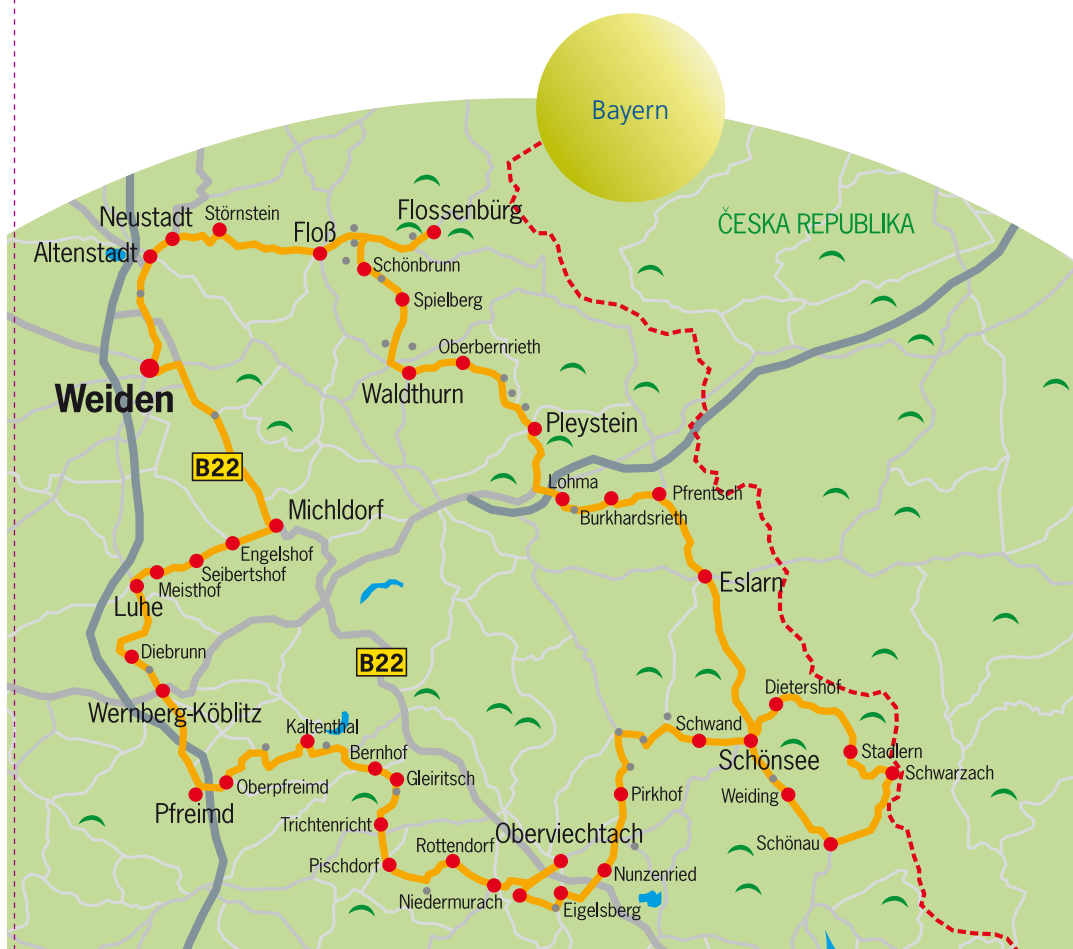 Bayern
ČESKA REPUBLIKA
Neustadt
Störnstein
Flossenbürg
Floß
Altenstadt
Schönbrunn
Spielberg
Oberbernrieth
Waldthurn
Weiden
Pleystein
B22
Lohma
Pfrentsch
Burkhardsrieth
Michldorf
Engelshof
Seibertshof
Meisthof
Luhe
Eslarn
Diebrunn
B22
Wernberg-Köblitz
Dietershof
Kaltenthal
Schwand
Stadlern
Schönsee
Bernhof
Schwarzach
Gleiritsch
Oberpfreimd
Weiding
Pirkhof
Pfreimd
Trichtenricht
Oberviechtach
Schönau
Rottendorf
Pischdorf
Nunzenried
Niedermurach
Eigelsberg